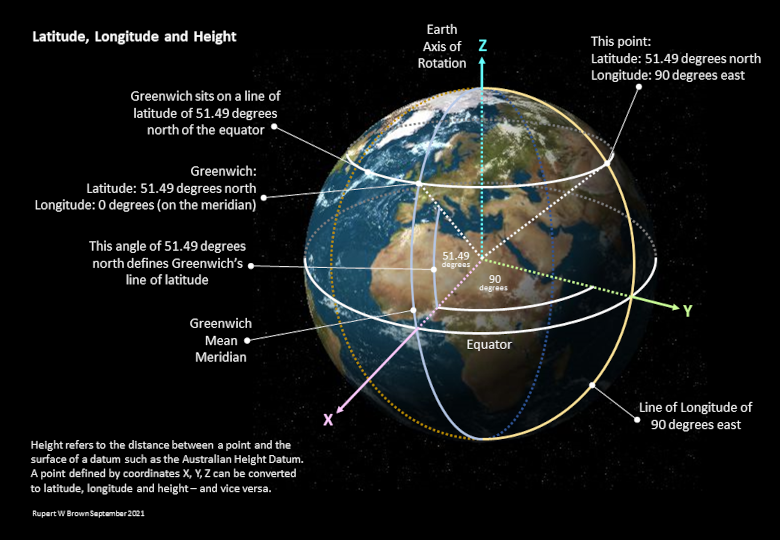 Latitude, Longitude and Height
Earth
Axis of
Rotation
Z
This point:
Latitude: 51.49 degrees north
Longitude: 90 degrees east
Greenwich sits on a line of
latitude of 51.49 degrees
north of the equator
Greenwich:
Latitude: 51.49 degrees north
Longitude: 0 degrees (on the meridian)
This angle of 51.49 degrees
north defines Greenwich's
line of latitude
51.49
degrees
90
degrees
Y
Greenwich
Mean
Meridian
Equator
X
Line of Longitude of
90 degrees east
Height refers to the distance between a point and the
surface of a datum such as the Australian Height Datum.
A point defined by coordinates X, Y, Z can be converted
to latitude, longitude and height – and vice versa.
Rupert W Brown September 2021